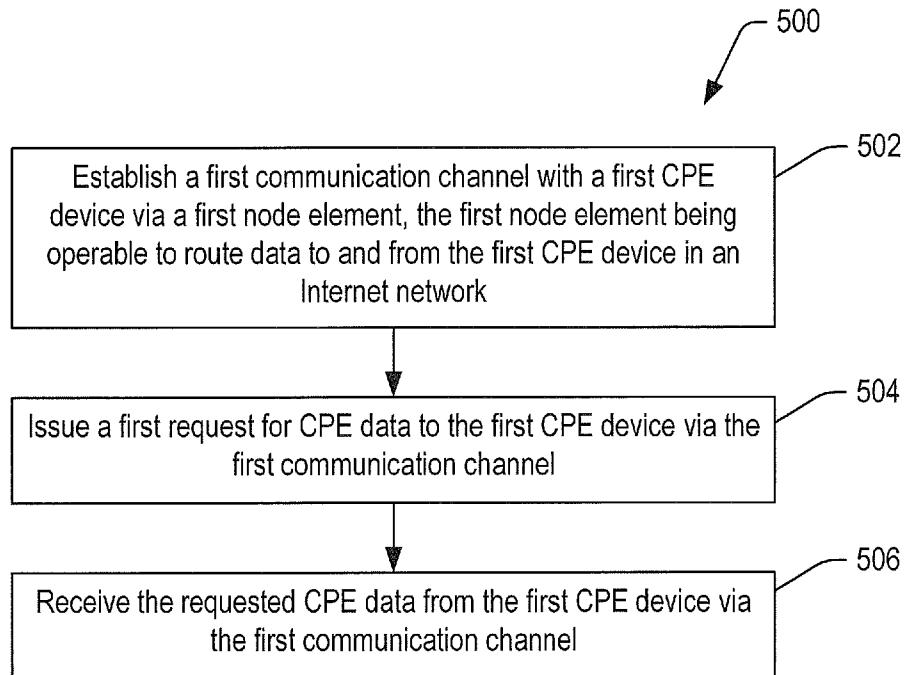 500
502
Establish a first communication channel with a first CPE
device via a first node element, the first node element being
operable to route data to and from the first CPE device in an
Internet network
504
Issue a first request for CPE data to the first CPE device via the
first communication channel
506
Receive the requested CPE data from the first CPE device via
the first communication channel